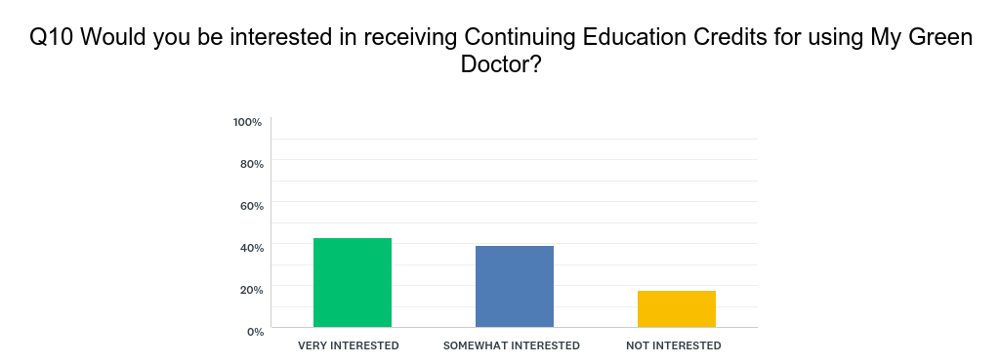 Q10 Would you be interested in receiving Continuing Education Credits for using My Green
Doctor?
100%
80%
60%
40%
20%
0%
VERY INTERESTED
SOMEWHAT INTERESTED
NOT INTERESTED